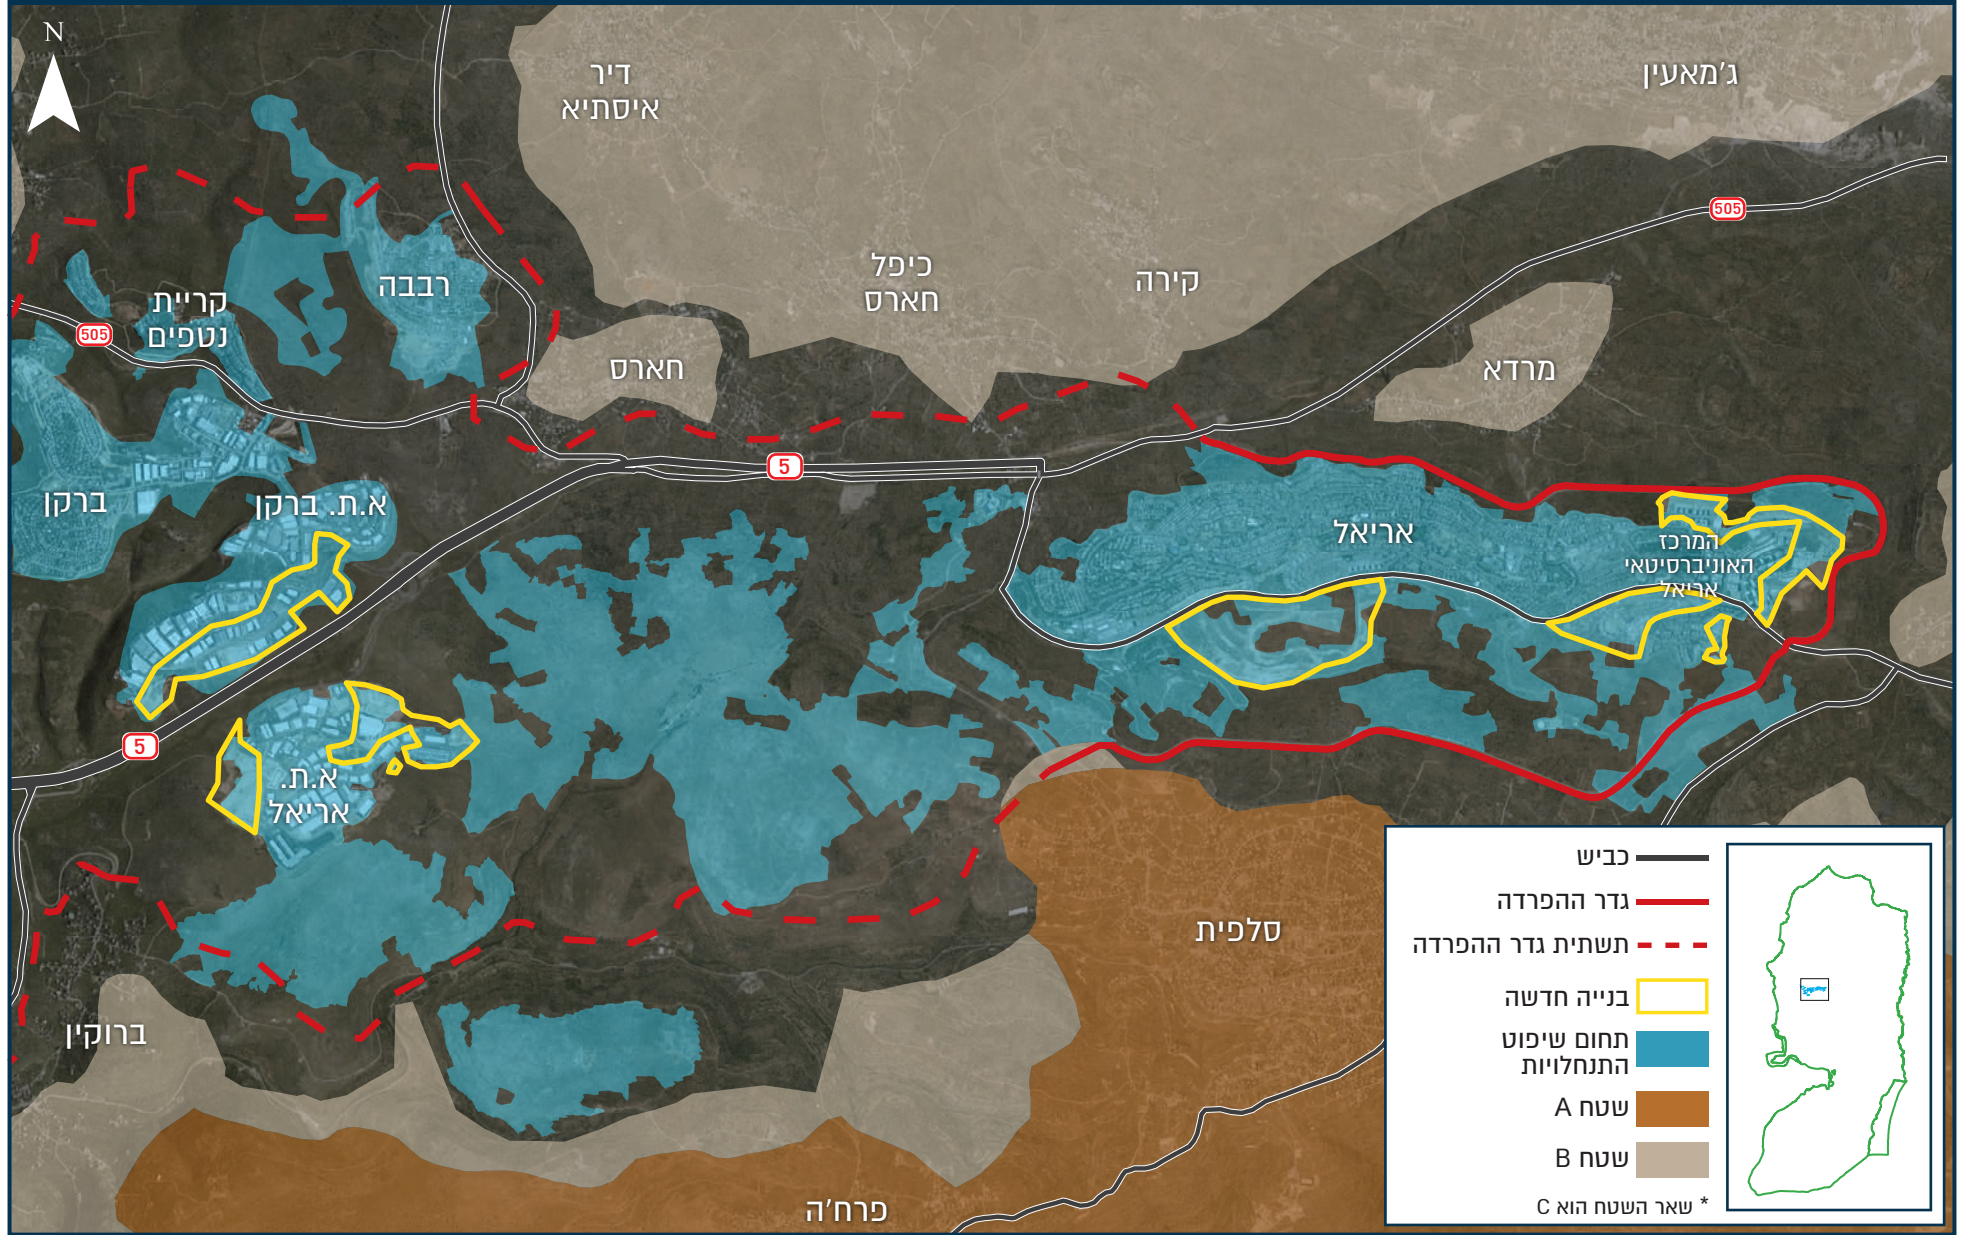 N
דיר
איסתיא
ג'מאעין
505
כיפל
חארס
קירה
רבבה
קריית
נטפים
505
חארס
מרדא
5
ברקן
א.ת. ברקן
אריאל
המרכז
האוניברסיטאי
אריאל
5
א.ת.
אריאל
סלפית
ברוקין
פרח'ה
כביש
גדר ההפרדה
תשתית גדר ההפרדה
בנייה חדשה
תחום שיפוט
התנחלויות
שטח A
שטח B
* שאר השטח הוא C